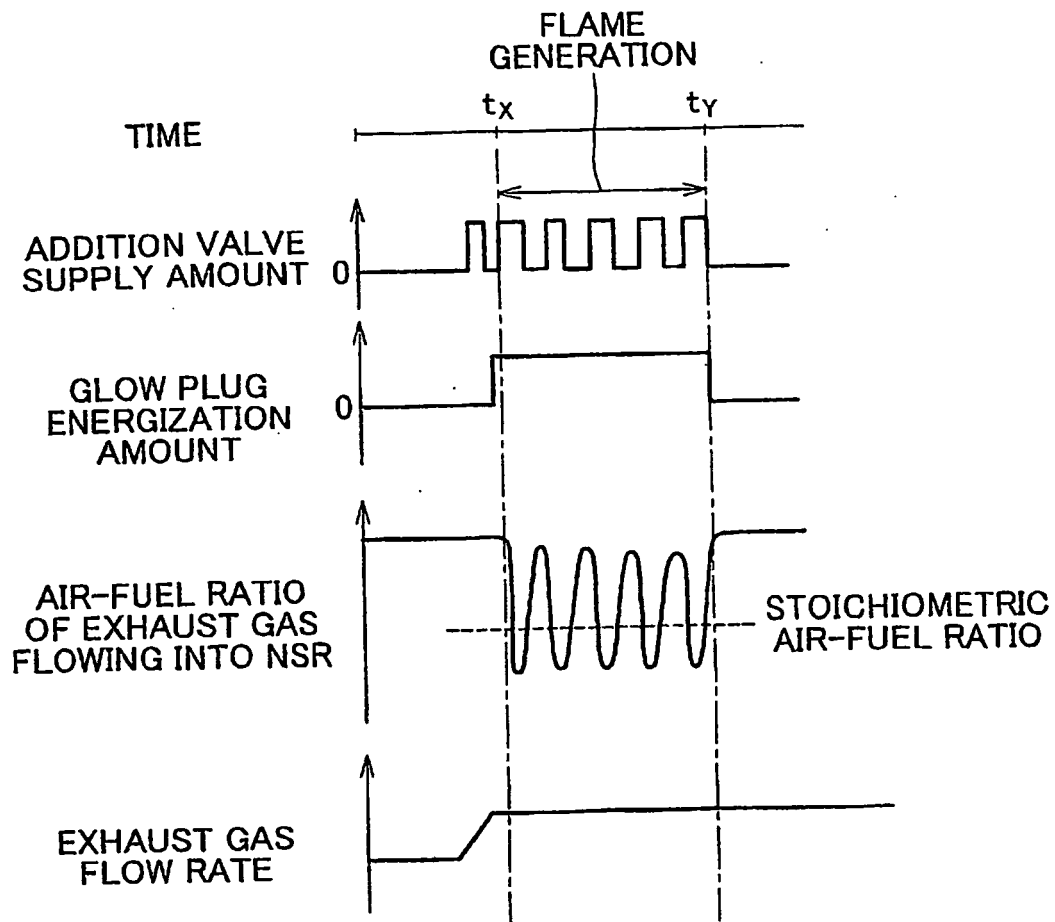 FLAME
GENERATION
tX
tY
TIME
ADDITION VALVE
SUPPLY AMOUNT
0
GLOW PLUG
ENERGIZATION
AMOUNT
0
AIR-FUEL RATIO
OF EXHAUST GAS
FLOWING INTO NSR
STOICHIOMETRIC
AIR-FUEL RATIO
EXHAUST GAS
FLOW RATE